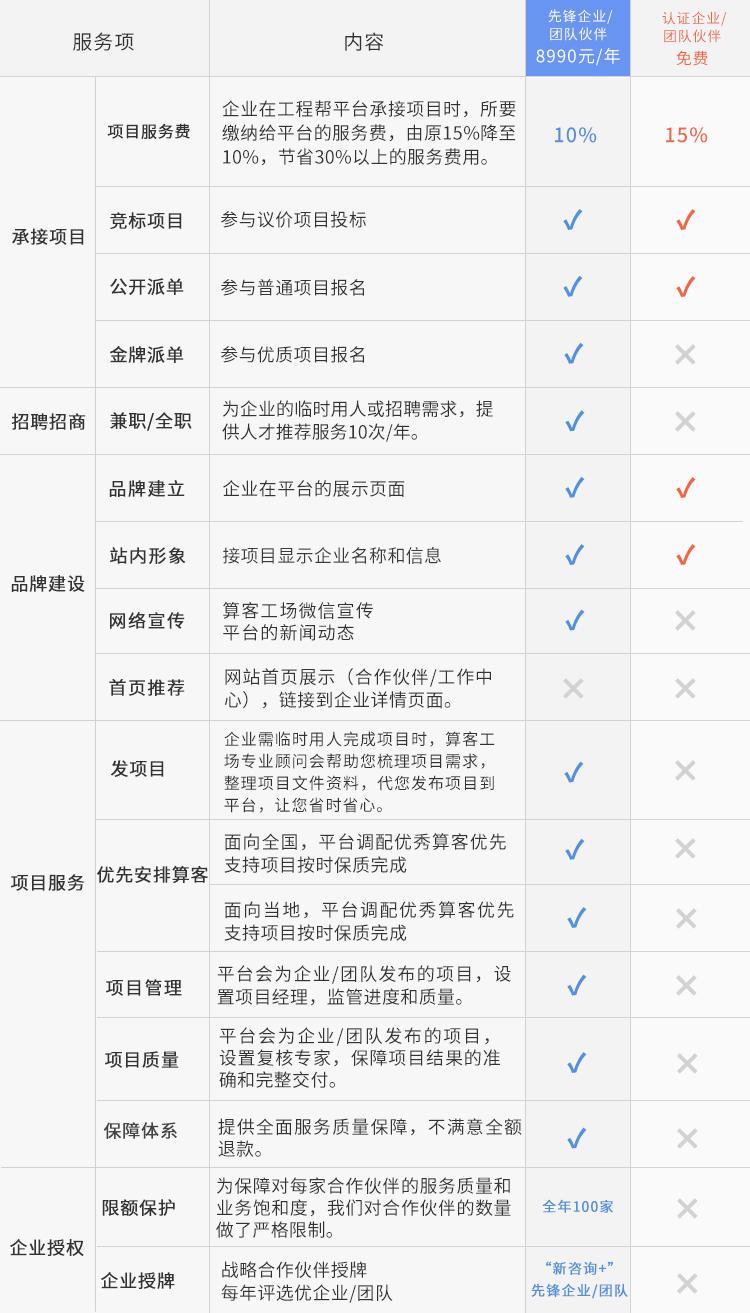 服务项
内容
先锋企业/
团队伙伴
8990元/年
认证企业/
团队伙伴
免费
承接项目
项目服务费
企业在工程帮平台承接项目时，所要
缴纳给平台的服务费，由原15%降至
10%，节省30%以上的服务费用。
10%
15%
竞标项目
参与议价项目投标
公开派单
参与普通项目报名
金牌派单
参与优质项目报名
招聘招商
兼职/全职
为企业的临时用人或招聘需求，提
供人才推荐服务10次/年。
品牌建设
品牌建立
企业在平台的展示页面
站内形象
接项目显示企业名称和信息
网络宣传
算客工场微信宣传
平台的新闻动态
首页推荐
网站首页展示（合作伙伴/工作中
心），链接到企业详情页面。
项目服务
发项目
企业需临时用人完成项目时，算客工
场专业顾问会帮助您梳理项目需求，
整理项目文件资料，代您发布项目到
平台，让您省时省心。
优先安排算客
面向全国，平台调配优秀算客优先
支持项目按时保质完成
面向当地，平台调配优秀算客优先
支持项目按时保质完成
项目管理
平台会为企业/团队发布的项目，设
置项目经理，监管进度和质量。
项目质量
平台会为企业/团队发布的项目，
设置复核专家，保障项目结果的准
确和完整交付。
保障体系
提供全面服务质量保障，不满意全额
退款。
企业授权
限额保护
为保障对每家合作伙伴的服务质量和
业务饱和度，我们对合作伙伴的数量
做了严格限制。
全年100家
企业授牌
战略合作伙伴授牌
每年评选优企业/团队
“新咨询+”
先锋企业/团队